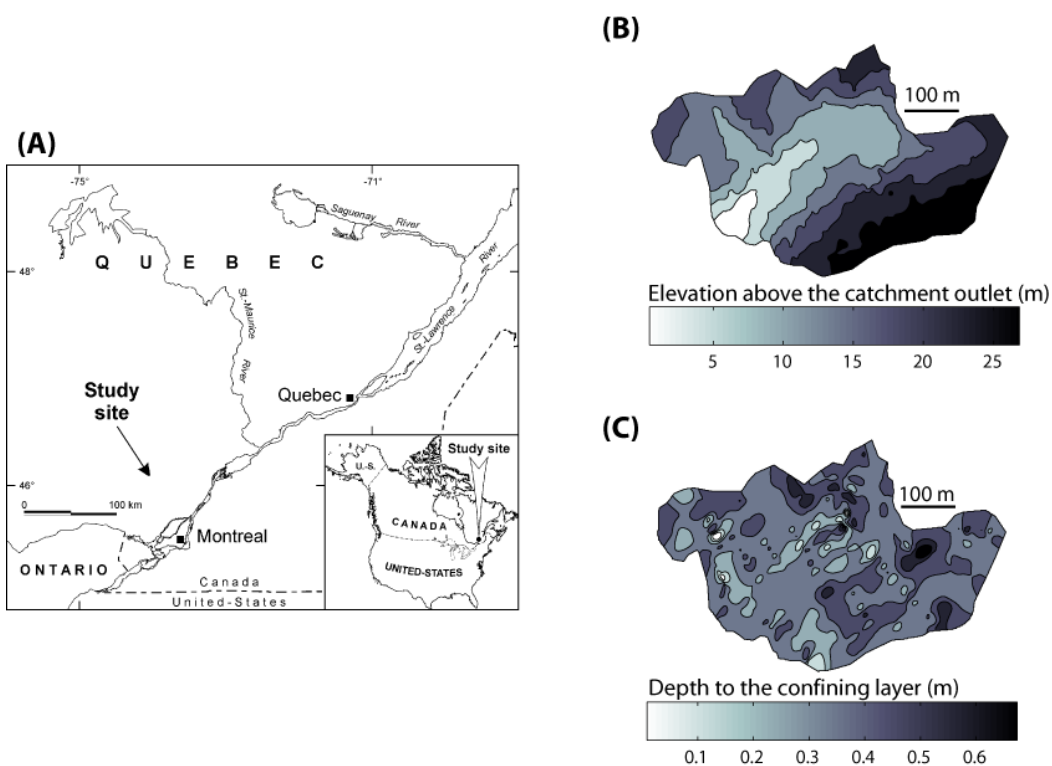 (A)
-75
-71
48°
46°
Saguenay River
River
St.-Lawrence
Q U E B E C
St.-Maurice
River
Quebec
Study
site
0 100 km
Montreal
ONTARIO
Canada
United-States
Study site
U.-S.
CANADA
UNITED-STATES
(B)
100 m
Elevation above the catchment outlet (m)
5 10 15 20 25
(C)
100 m
Depth to the confining layer (m)
0.1 0.2 0.3 0.4 0.5 0.6